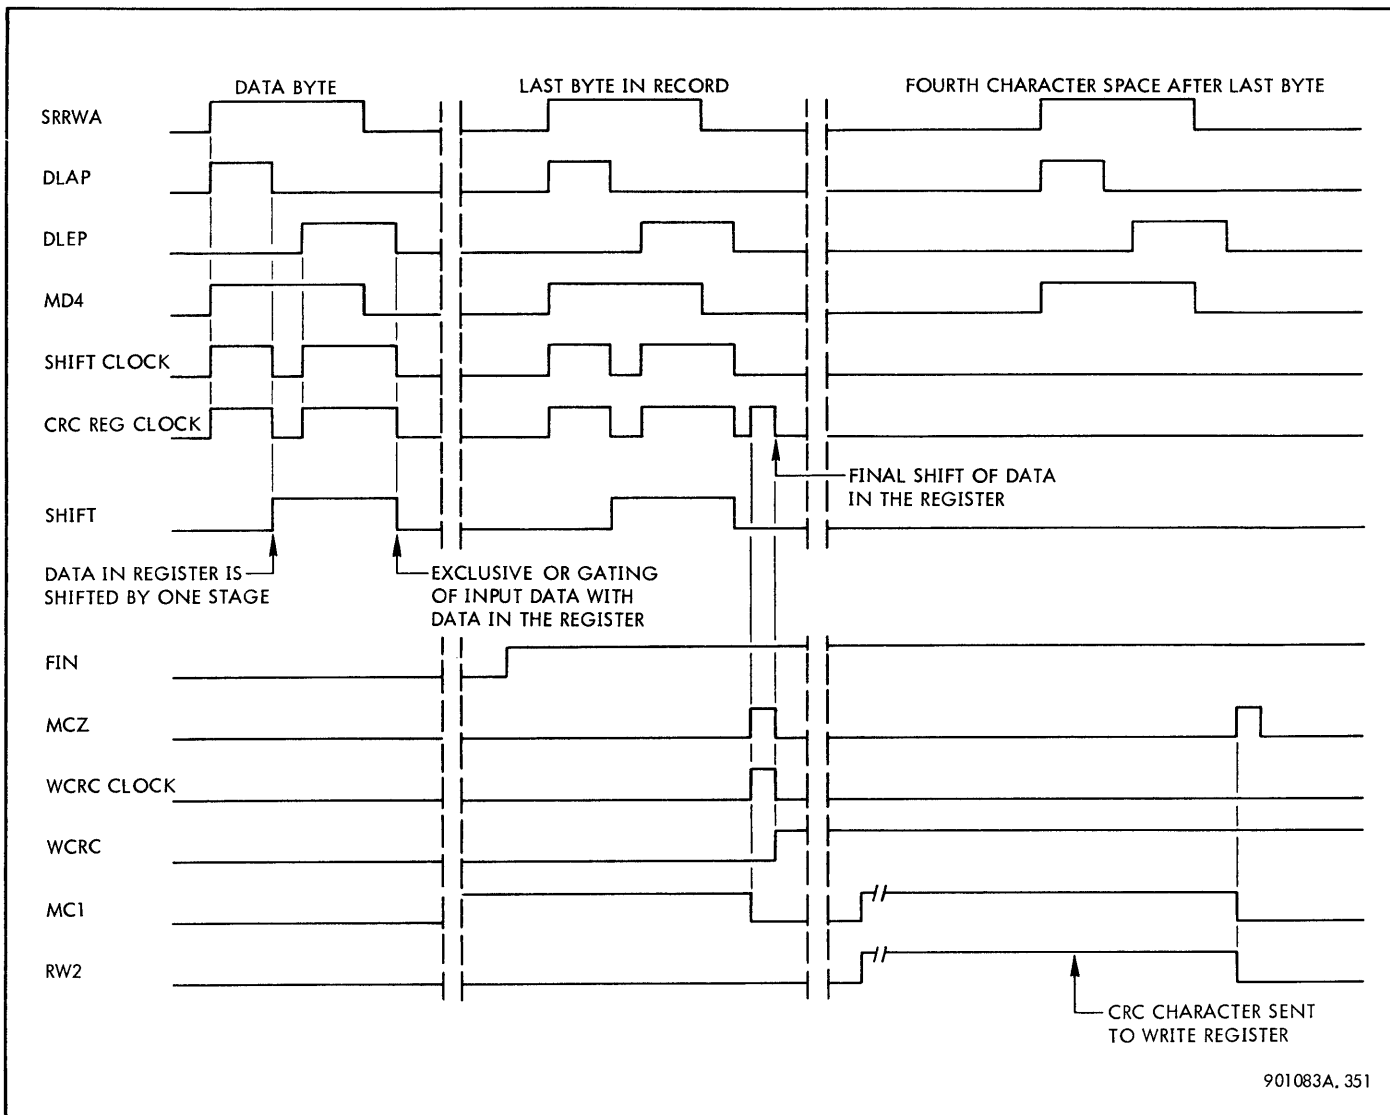 DATA BYTE
LAST BYTE IN RECORD
FOURTH CHARACTER SPACE AFTER LAST BYTE
SRRWA
DLAP
DLEP
MD4
SHIFT CLOCK
CRC REG CLOCK
FINAL SHIFT OF DATA
IN THE REGISTER
SHIFT
DATA IN REGISTER IS
SHIFTED BY ONE STAGE
EXCLUSIVE OR GATING
OF INPUT DATA WITH
DATA IN THE REGISTER
FIN
MCZ
WCRC CLOCK
WCRC
MC1
RW2
CRC CHARACTER SENT
TO WRITE REGISTER
901083A. 351